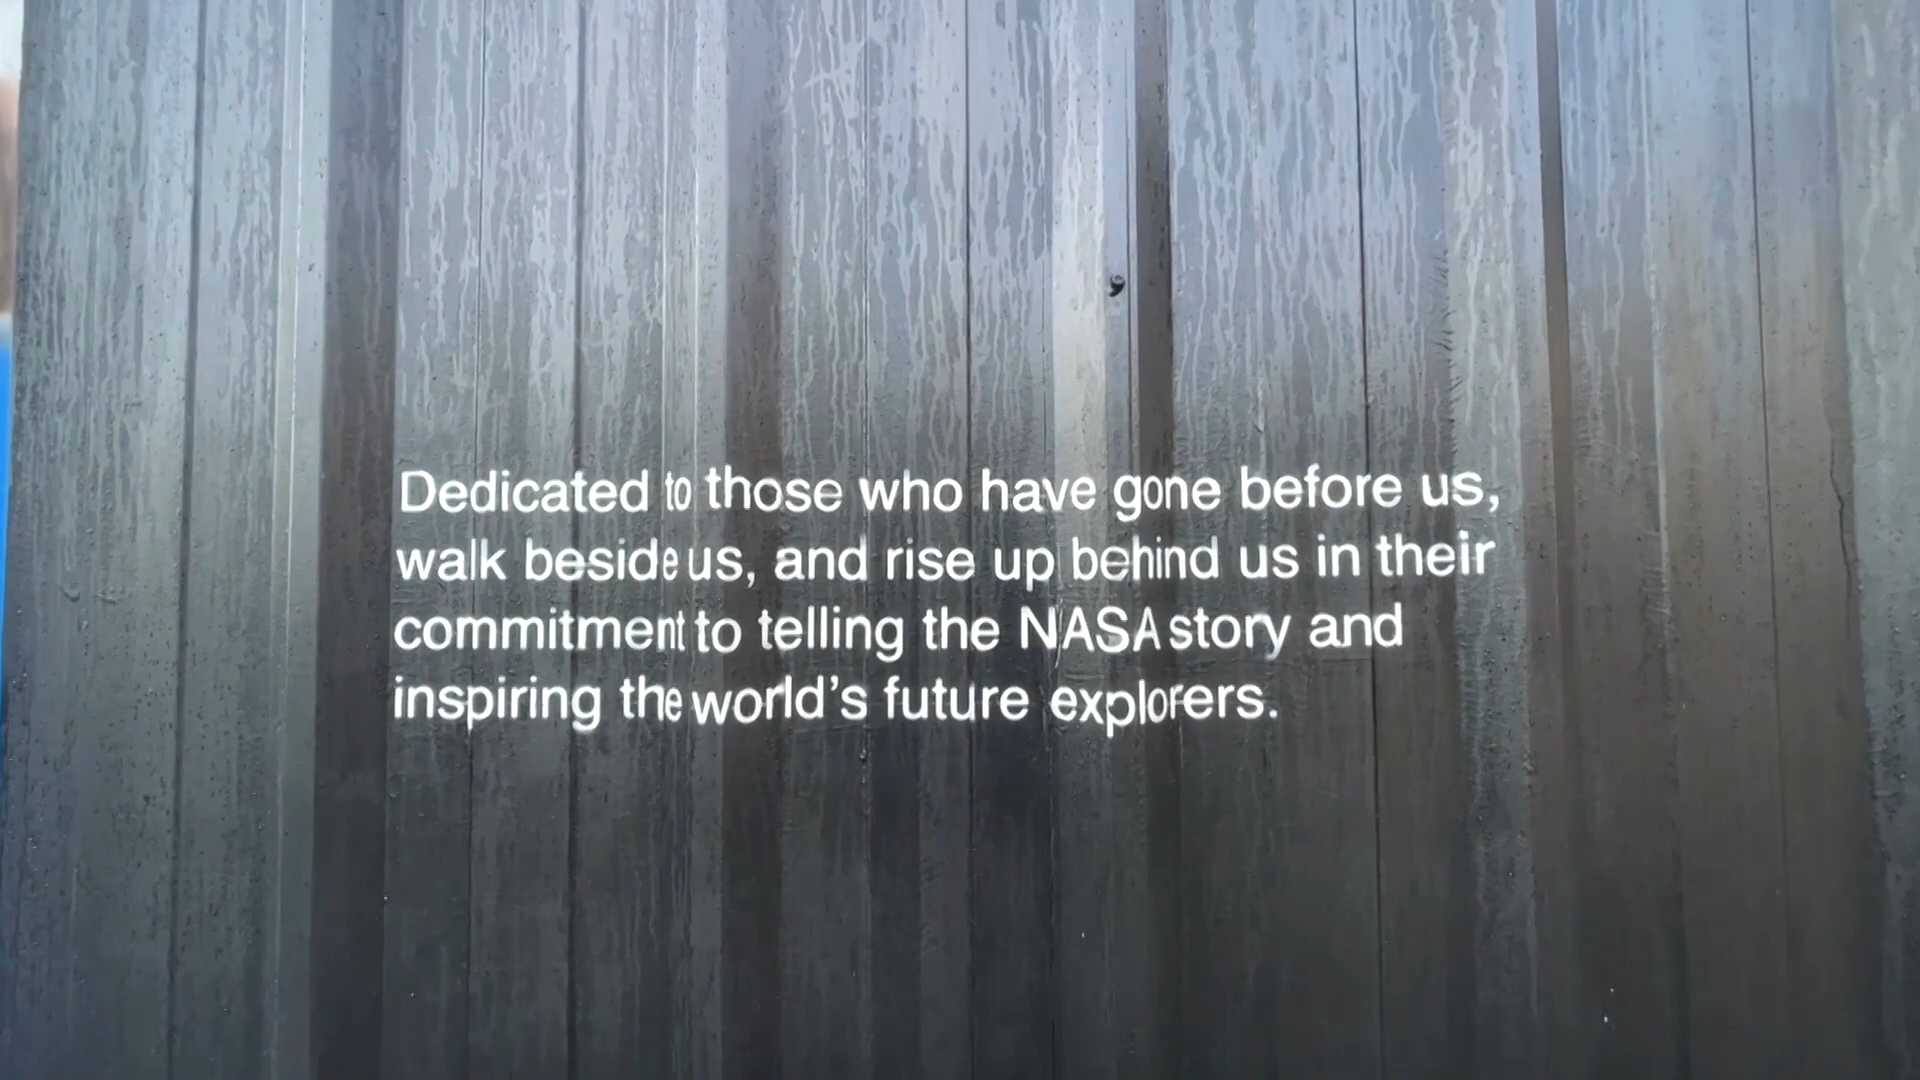 Dedicated to those who have gone before us,
walk beside us, and rise up behind us in their
commitment to telling the NASA story and
inspiring the world’s future explorers.